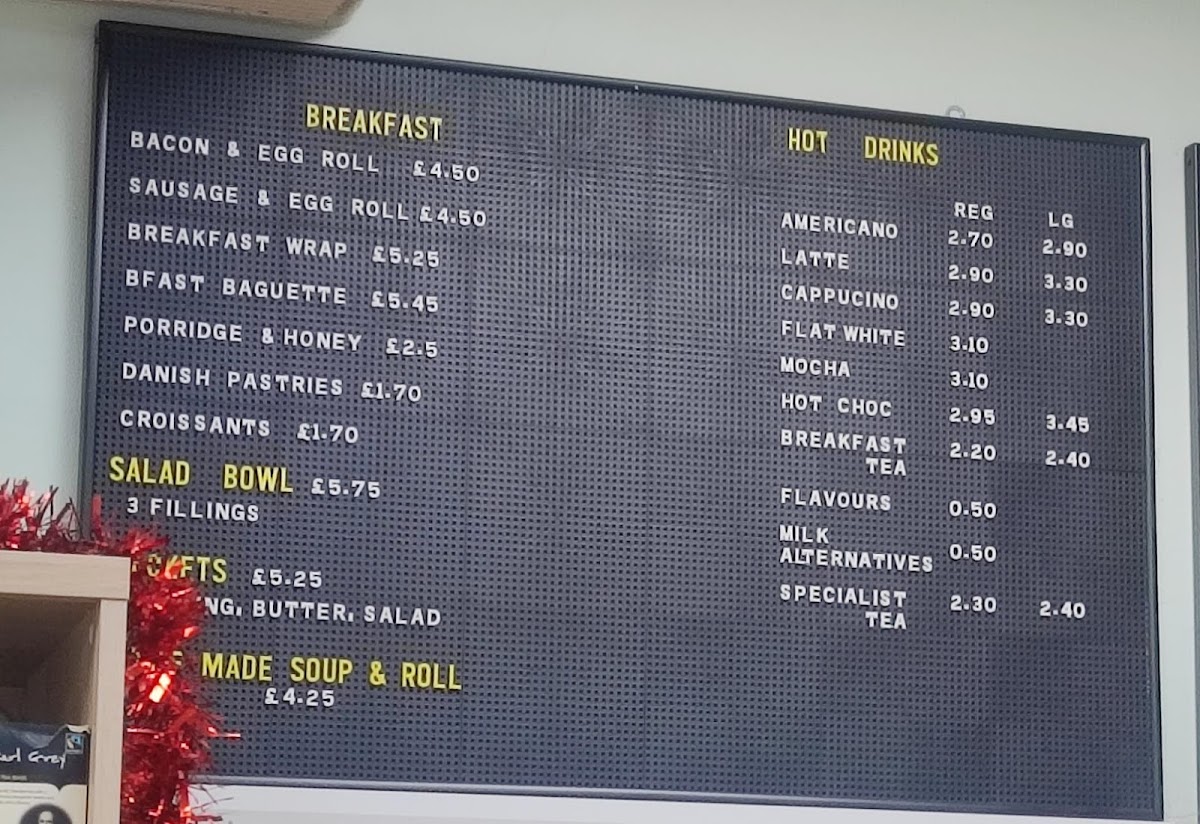 BREAKFAST
BACON & EGG ROLL £4.50
SAUSAGE & EGG ROLL £4.50
BREAKFAST WRAP £5.25
BFAST BAGUETTE £5.45
PORRIDGE & HONEY £2.5
DANISH PASTRIES £1.70
CROISSANTS £1.70
SALAD BOWL £5.75
3 FILLINGS
£5.25
BUTTER, SALAD
MADE SOUP & ROLL
£4.25
HOT DRINKS
REG LG
AMERICANO 2.70 2.90
LATTE 2.90 3.30
CAPPUCINO 2.90 3.30
FLAT WHITE 3.10
MOCHA 3.10
HOT CHOC 2.95 3.45
BREAKFAST 2.20 2.40
TEA
FLAVOURS 0.50
MILK
ALTERNATIVES 0.50
SPECIALIST 2.30 2.40
TEA
Grey